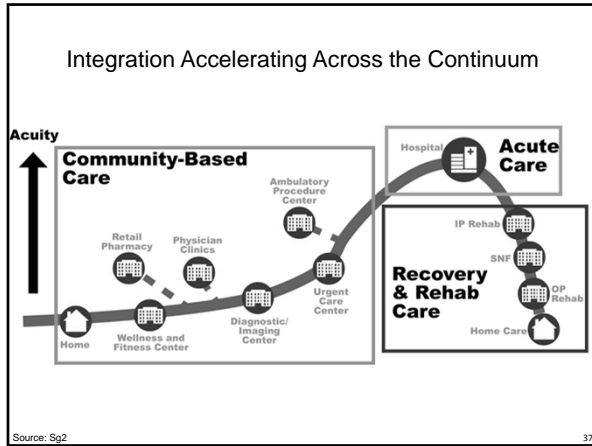 Integration Accelerating Across the Continuum
Acuity
Community-Based
Care
Hospital
Acute
Care
Ambulatory
Procedure
Center
Retail
Pharmacy
Physician
Clinics
IP Rehab
SNF
Recovery
& Rehab
Care
OP
Rehab
Urgent
Care
Center
Diagnostic/
Imaging
Center
Home
Wellness and
Fitness Center
Home Care
Source: Sg2
37